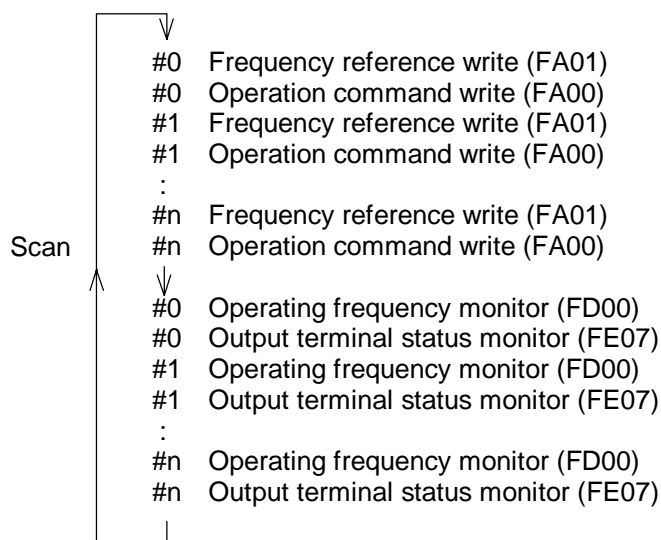 #0 Frequency reference write (FA01)
#0 Operation command write (FA00)
#1 Frequency reference write (FA01)
#1 Operation command write (FA00)
:
#n Frequency reference write (FA01)
Scan
#n Operation command write (FA00)
#0 Operating frequency monitor (FD00)
#0 Output terminal status monitor (FE07)
#1 Operating frequency monitor (FD00)
#1 Output terminal status monitor (FE07)
:
#n Operating frequency monitor (FD00)
#n Output terminal status monitor (FE07)